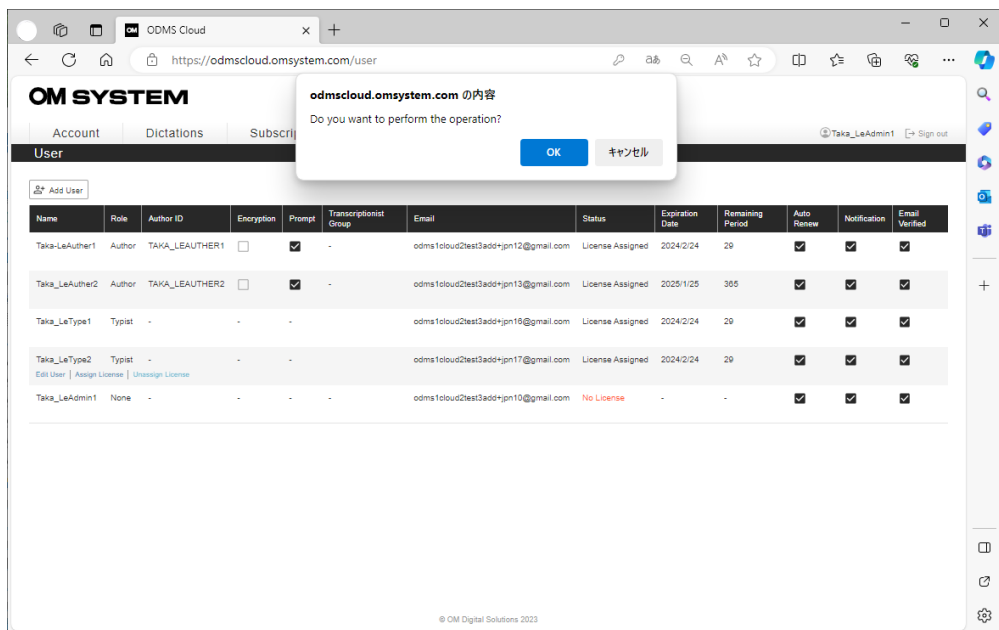 OM ODMS Cloud
https://odmscloud.omsystem.com/user
OM SYSTEM
odmscloud.omsystem.com の内容
Do you want to perform the operation?
OK キャンセル
Account Dictations Subscrip
Taka_LeAdmin1 Sign out
User
Add User
Name Role Author ID Encryption Prompt Transcriptionist Group Email Status Expiration Date Remaining Period Auto Renew Notification Email Verified
Taka-LeAuther1 Author TAKA_LEAUTHER1 - odms1cloud2test3add+jpn12@gmail.com License Assigned 2024/2/24 29
Taka_LeAuther2 Author TAKA_LEAUTHER2 - odms1cloud2test3add+jpn13@gmail.com License Assigned 2025/1/25 365
Taka_LeType1 Typist - - - - odms1cloud2test3add+jpn16@gmail.com License Assigned 2024/2/24 29
Taka_LeType2 Typist - - - - odms1cloud2test3add+jpn17@gmail.com License Assigned 2024/2/24 29
Edit User | Assign License | Unassign License
Taka_LeAdmin1 None - - - - odms1cloud2test3add+jpn10@gmail.com No License - -
© OM Digital Solutions 2023